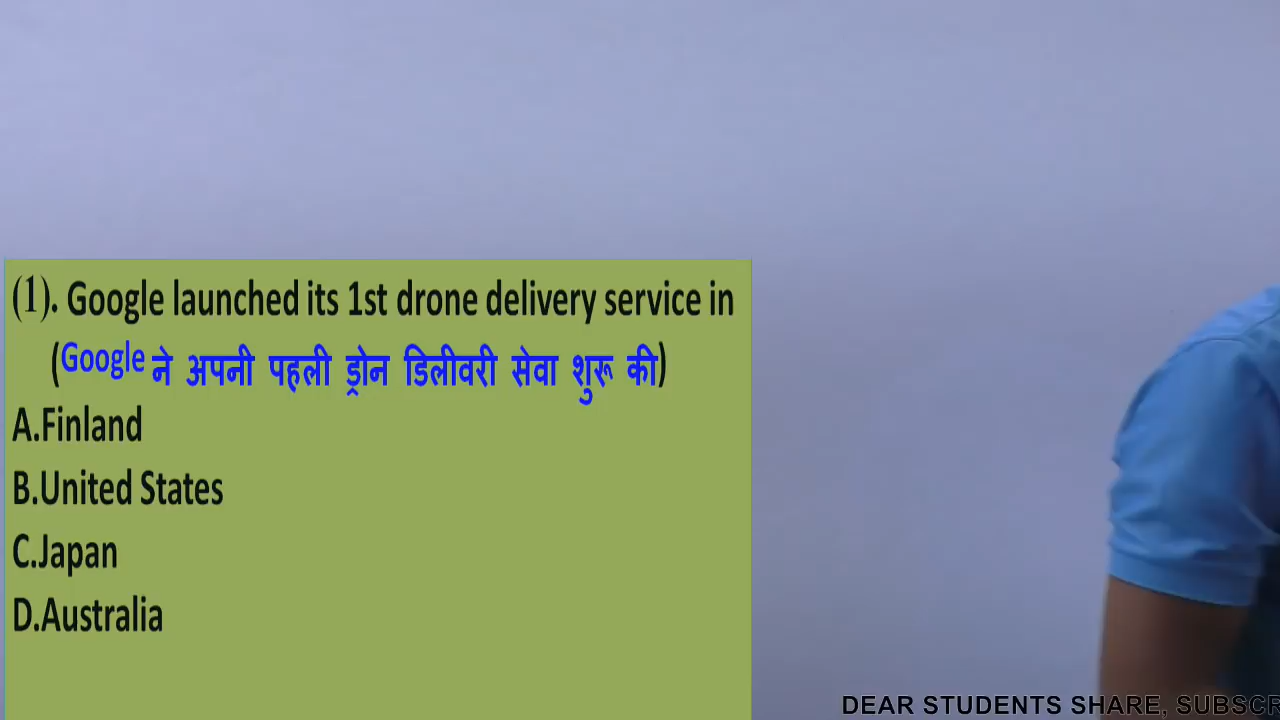 (1). Google launched its 1st drone delivery service in
(Google ने अपनी पहली ड्रोन डिलीवरी सेवा शुरू की)
A.Finland
B.United States
C.Japan
D.Australia
DEAR STUDENTS SHARE,